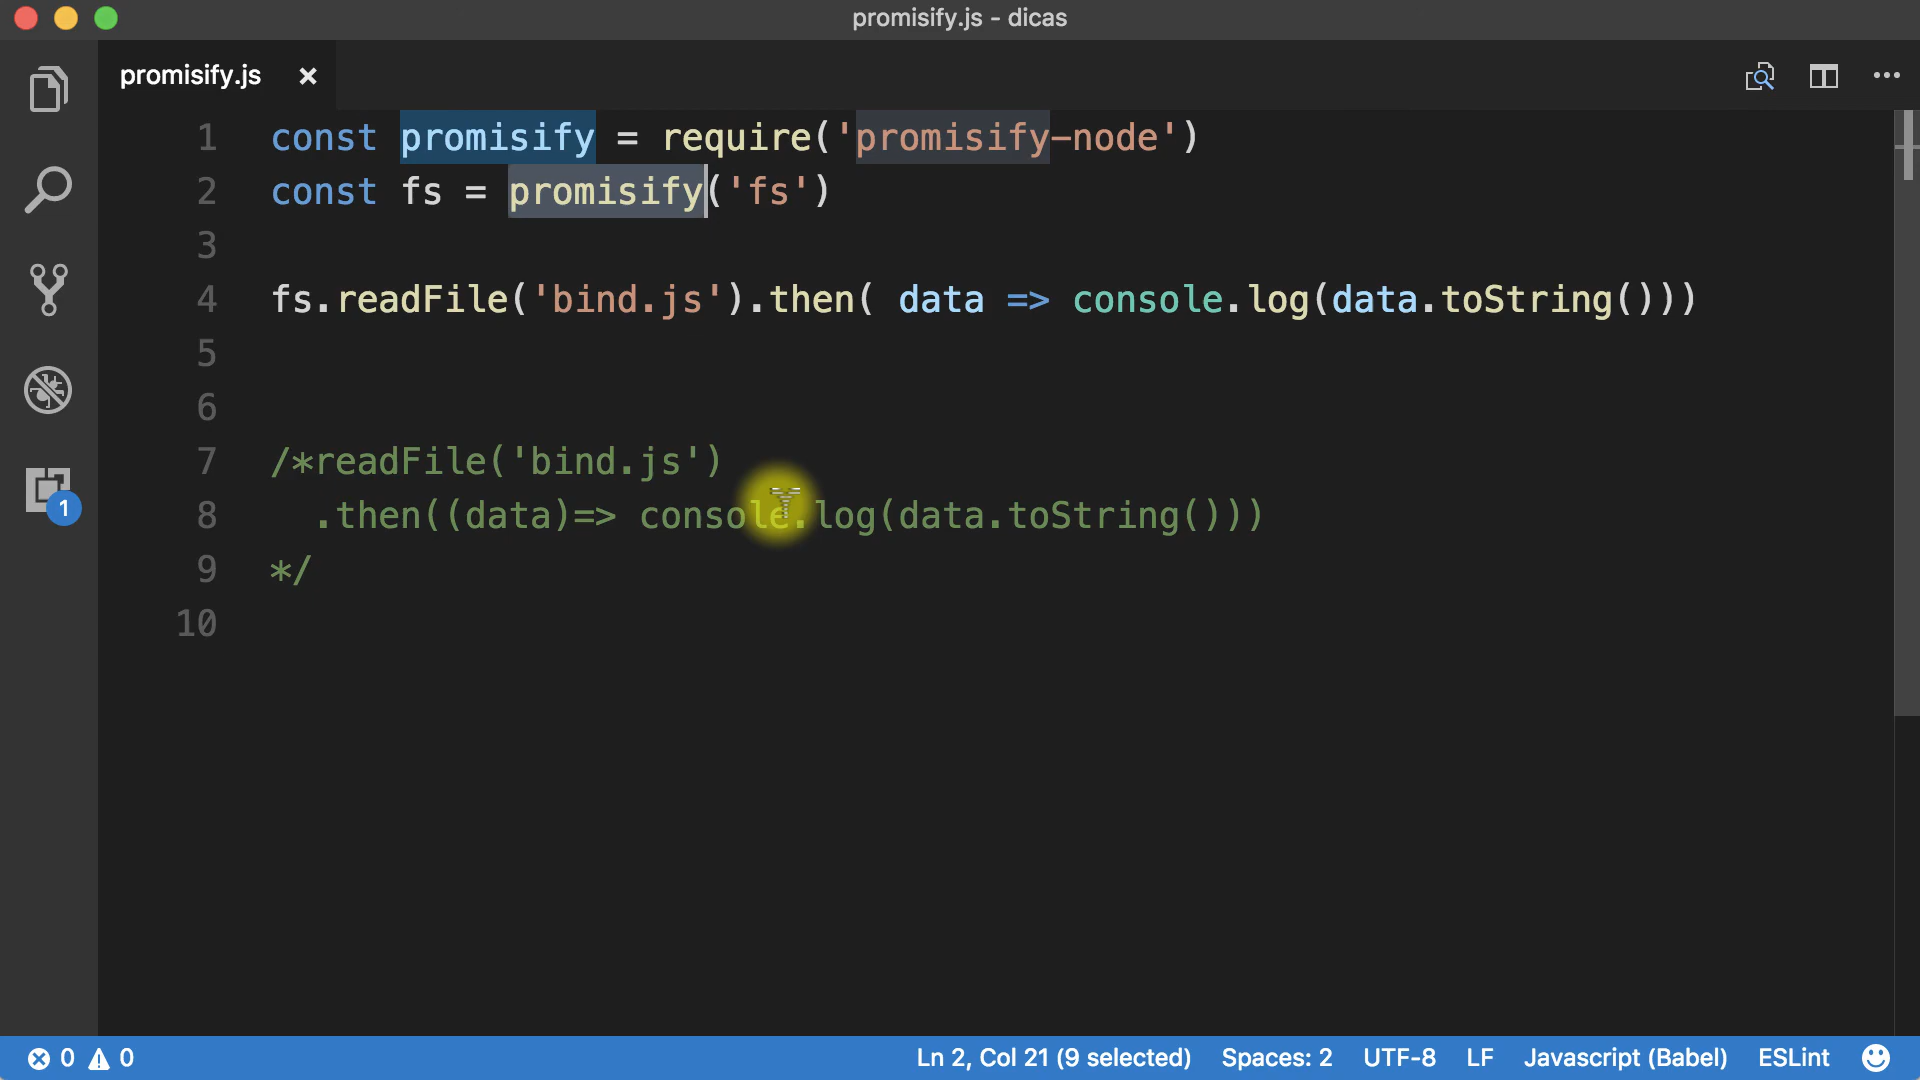 promisify.js - dicas
promisify.js
1 const promisify = require('promisify-node')
2 const fs = promisify('fs')
3
4 fs.readFile('bind.js').then( data => console.log(data.toString()))
5
6
7 /*readFile('bind.js')
8 .then((data)=> console.log(data.toString()))
9 */
10
1
0 0 Ln 2, Col 21 (9 selected) Spaces: 2 UTF-8 LF Javascript (Babel) ESLint